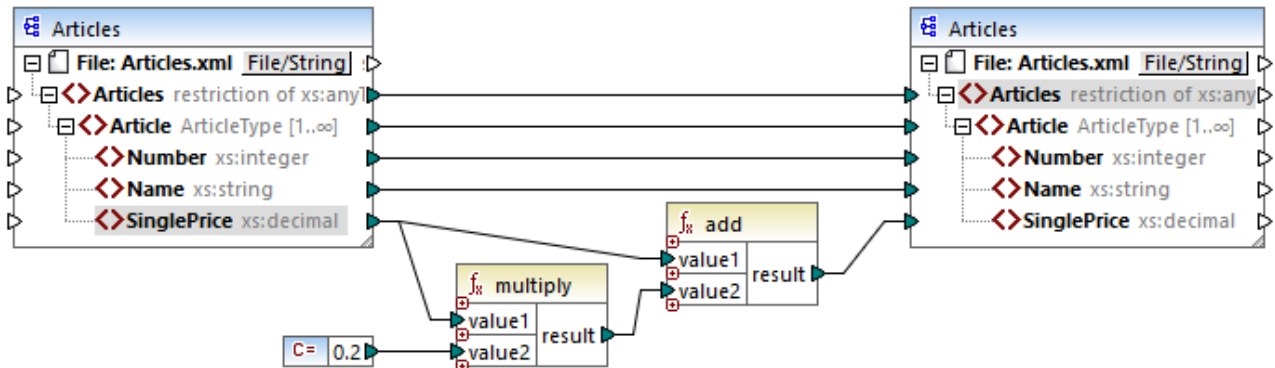 Articles
File: Articles.xml File/String
Articles restriction of xs:anyT
Article ArticleType [1..∞]
Number xs:integer
Name xs:string
SinglePrice xs:decimal
Articles
File: Articles.xml File/String
Articles restriction of xs:any
Article ArticleType [1..∞]
Number xs:integer
Name xs:string
SinglePrice xs:decimal
fx add
value1
result
value2
fx multiply
value1
result
value2
C= 0.2